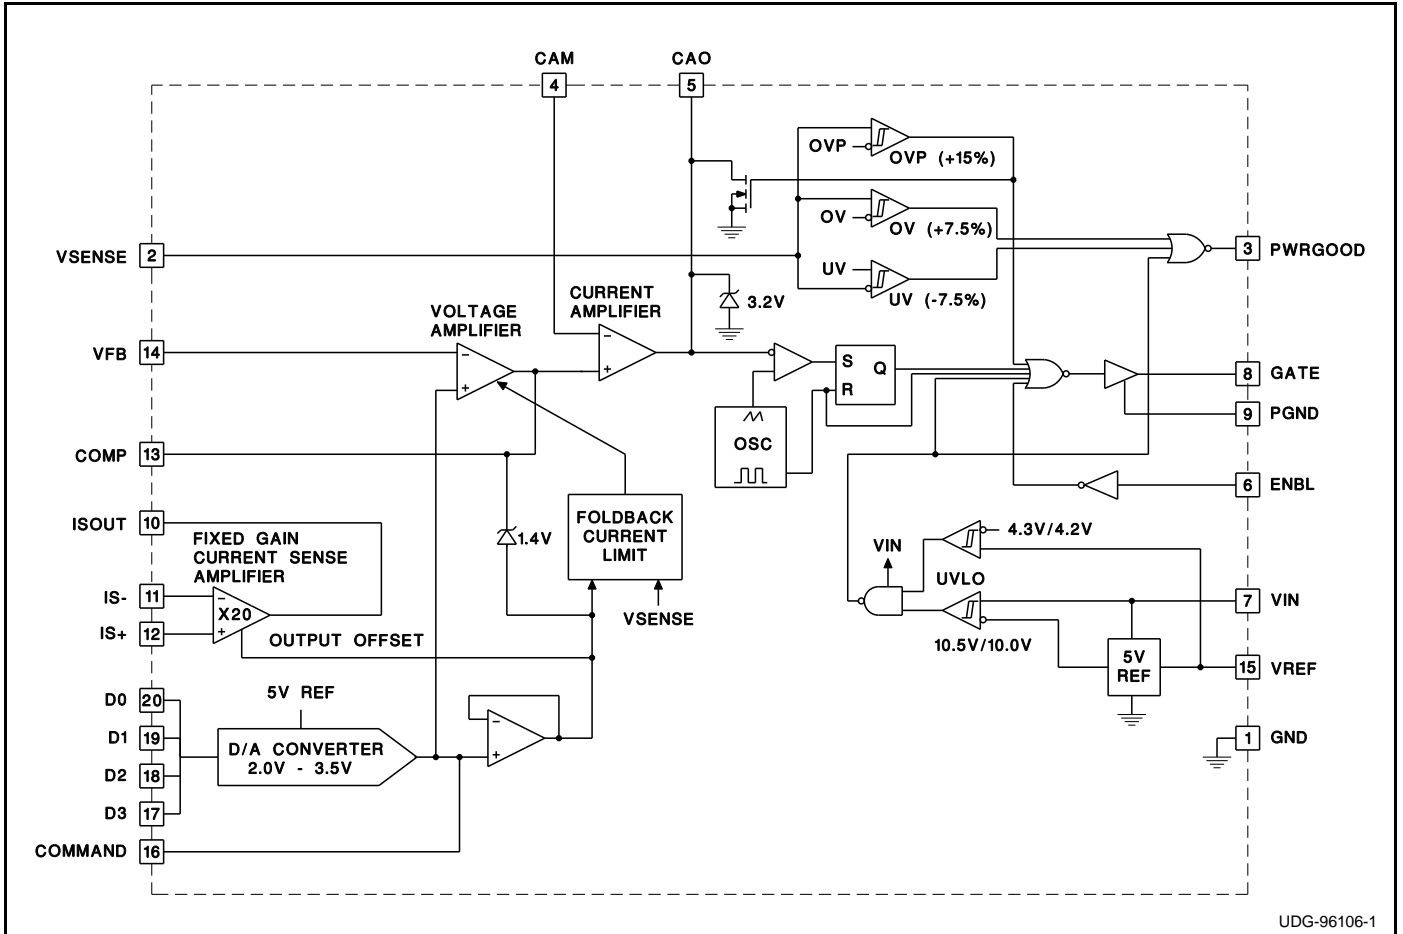 CAM
CAO
4
5
OVP
OVP (+15%)
OV
OV (+7.5%)
UV
UV (-7.5%)
VSENSE
2
3
PWRGOOD
3.2V
VOLTAGE
AMPLIFIER
CURRENT
AMPLIFIER
VFB
14
-
+
-
+
S
Q
R
8
GATE
9
PGND
OSC
COMP
13
6
ENBL
ISOUT
10
FIXED GAIN
CURRENT SENSE
AMPLIFIER
1.4V
FOLDBACK
CURRENT
LIMIT
VSENSE
4.3V/4.2V
VIN
UVLO
10.5V/10.0V
IS-
11
IS+
12
-
X20
+
OUTPUT OFFSET
7
VIN
5V
REF
15
VREF
D0
20
D1
19
D2
18
D3
17
5V REF
D/A CONVERTER
2.0V - 3.5V
-
+
1
GND
COMMAND
16
UDG-96106-1